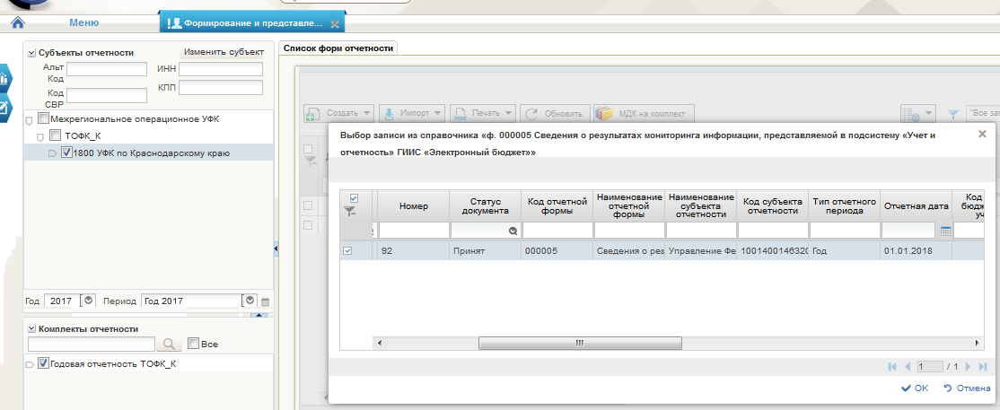 Меню
Формирование и представле...
Субъекты отчетности
Изменить субъект
Альт Код
ИНН
Код СВР
КПП
Межрегиональное операционное УФК
ТОФК_К
1800 УФК по Краснодарскому краю
Год 2017 Период Год 2017
Комплекты отчетности
Все
Годовая отчетность ТОФК_К
Список форм отчетности
Создать
Импорт
Печать
Обновить
МДК на комплект
"Все за
Выбор записи из справочника «ф. 000005 Сведения о результатах мониторинга информации, представляемой в подсистему «Учет и
отчетность» ГИИС «Электронный бюджет»»
Номер
Статус документа
Код отчетной формы
Наименование отчетной формы
Наименование субъекта отчетности
Код субъекта отчетности
Тип отчетного периода
Отчетная дата
Код
бюдж
уч
92 Принят 000005 Сведения о рез Управление Фе 1001400146320 Год 01.01.2018
1 / 1
OK Отмена